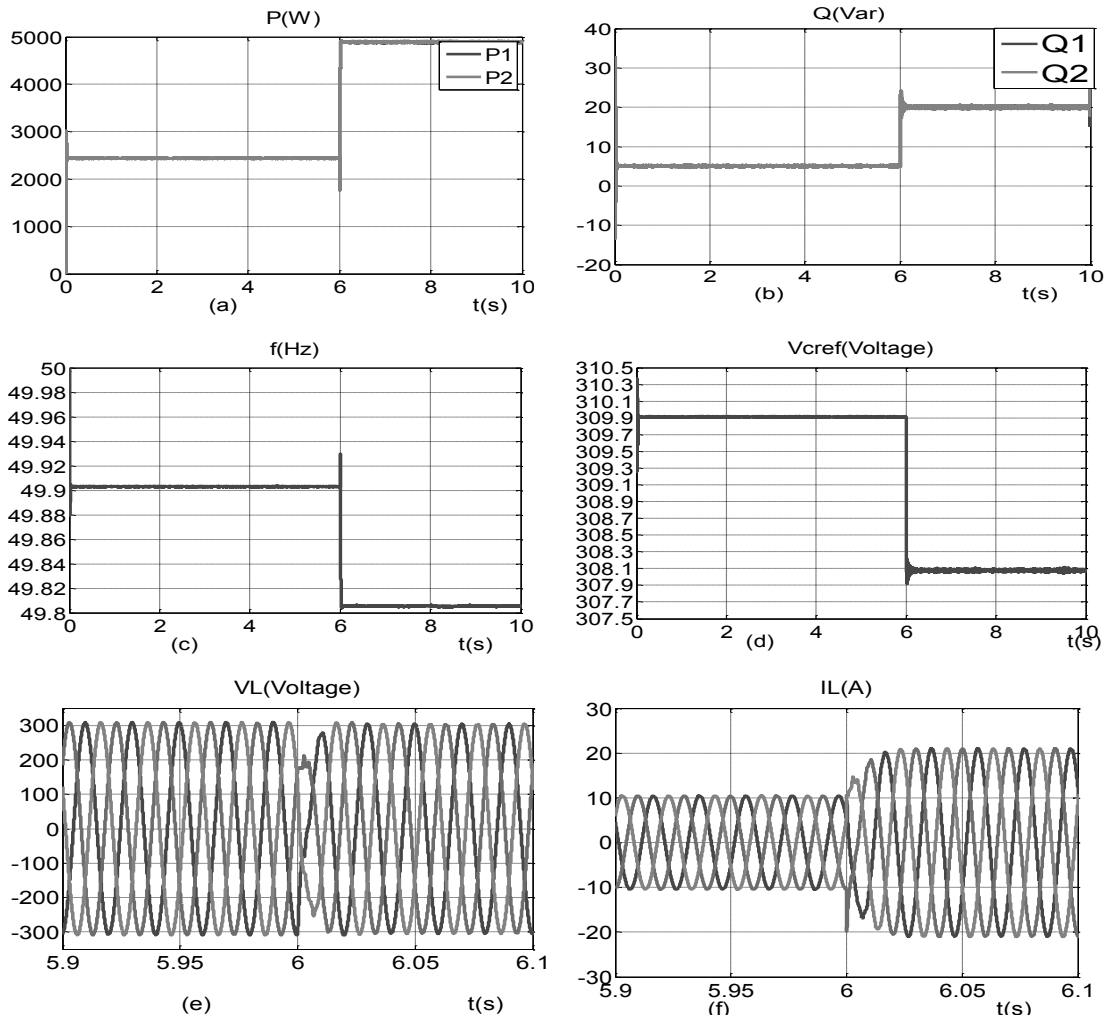 P(W)
5000
4000
3000
2000
1000
0
P1
P2
0 2 4 6 8 10
(a) t(s)
Q(Var)
40
30
20
10
0
-10
-20
Q1
Q2
0 2 4 6 8 10
(b) t(s)
f(Hz)
50
49.98
49.96
49.94
49.92
49.9
49.88
49.86
49.84
49.82
49.8
0 2 4 6 8 10
(c) t(s)
Vcref(Voltage)
310.5
310.3
310.1
309.9
309.7
309.5
309.3
309.1
308.9
308.7
308.5
308.3
308.1
307.9
307.7
307.5
0 2 4 6 8 10
(d) t(s)
VL(Voltage)
300
200
100
0
-100
-200
-300
5.9 5.95 6 6.05 6.1
(e) t(s)
IL(A)
30
20
10
0
-10
-20
-30
5.9 5.95 6 6.05 6.1
(f) t(s)